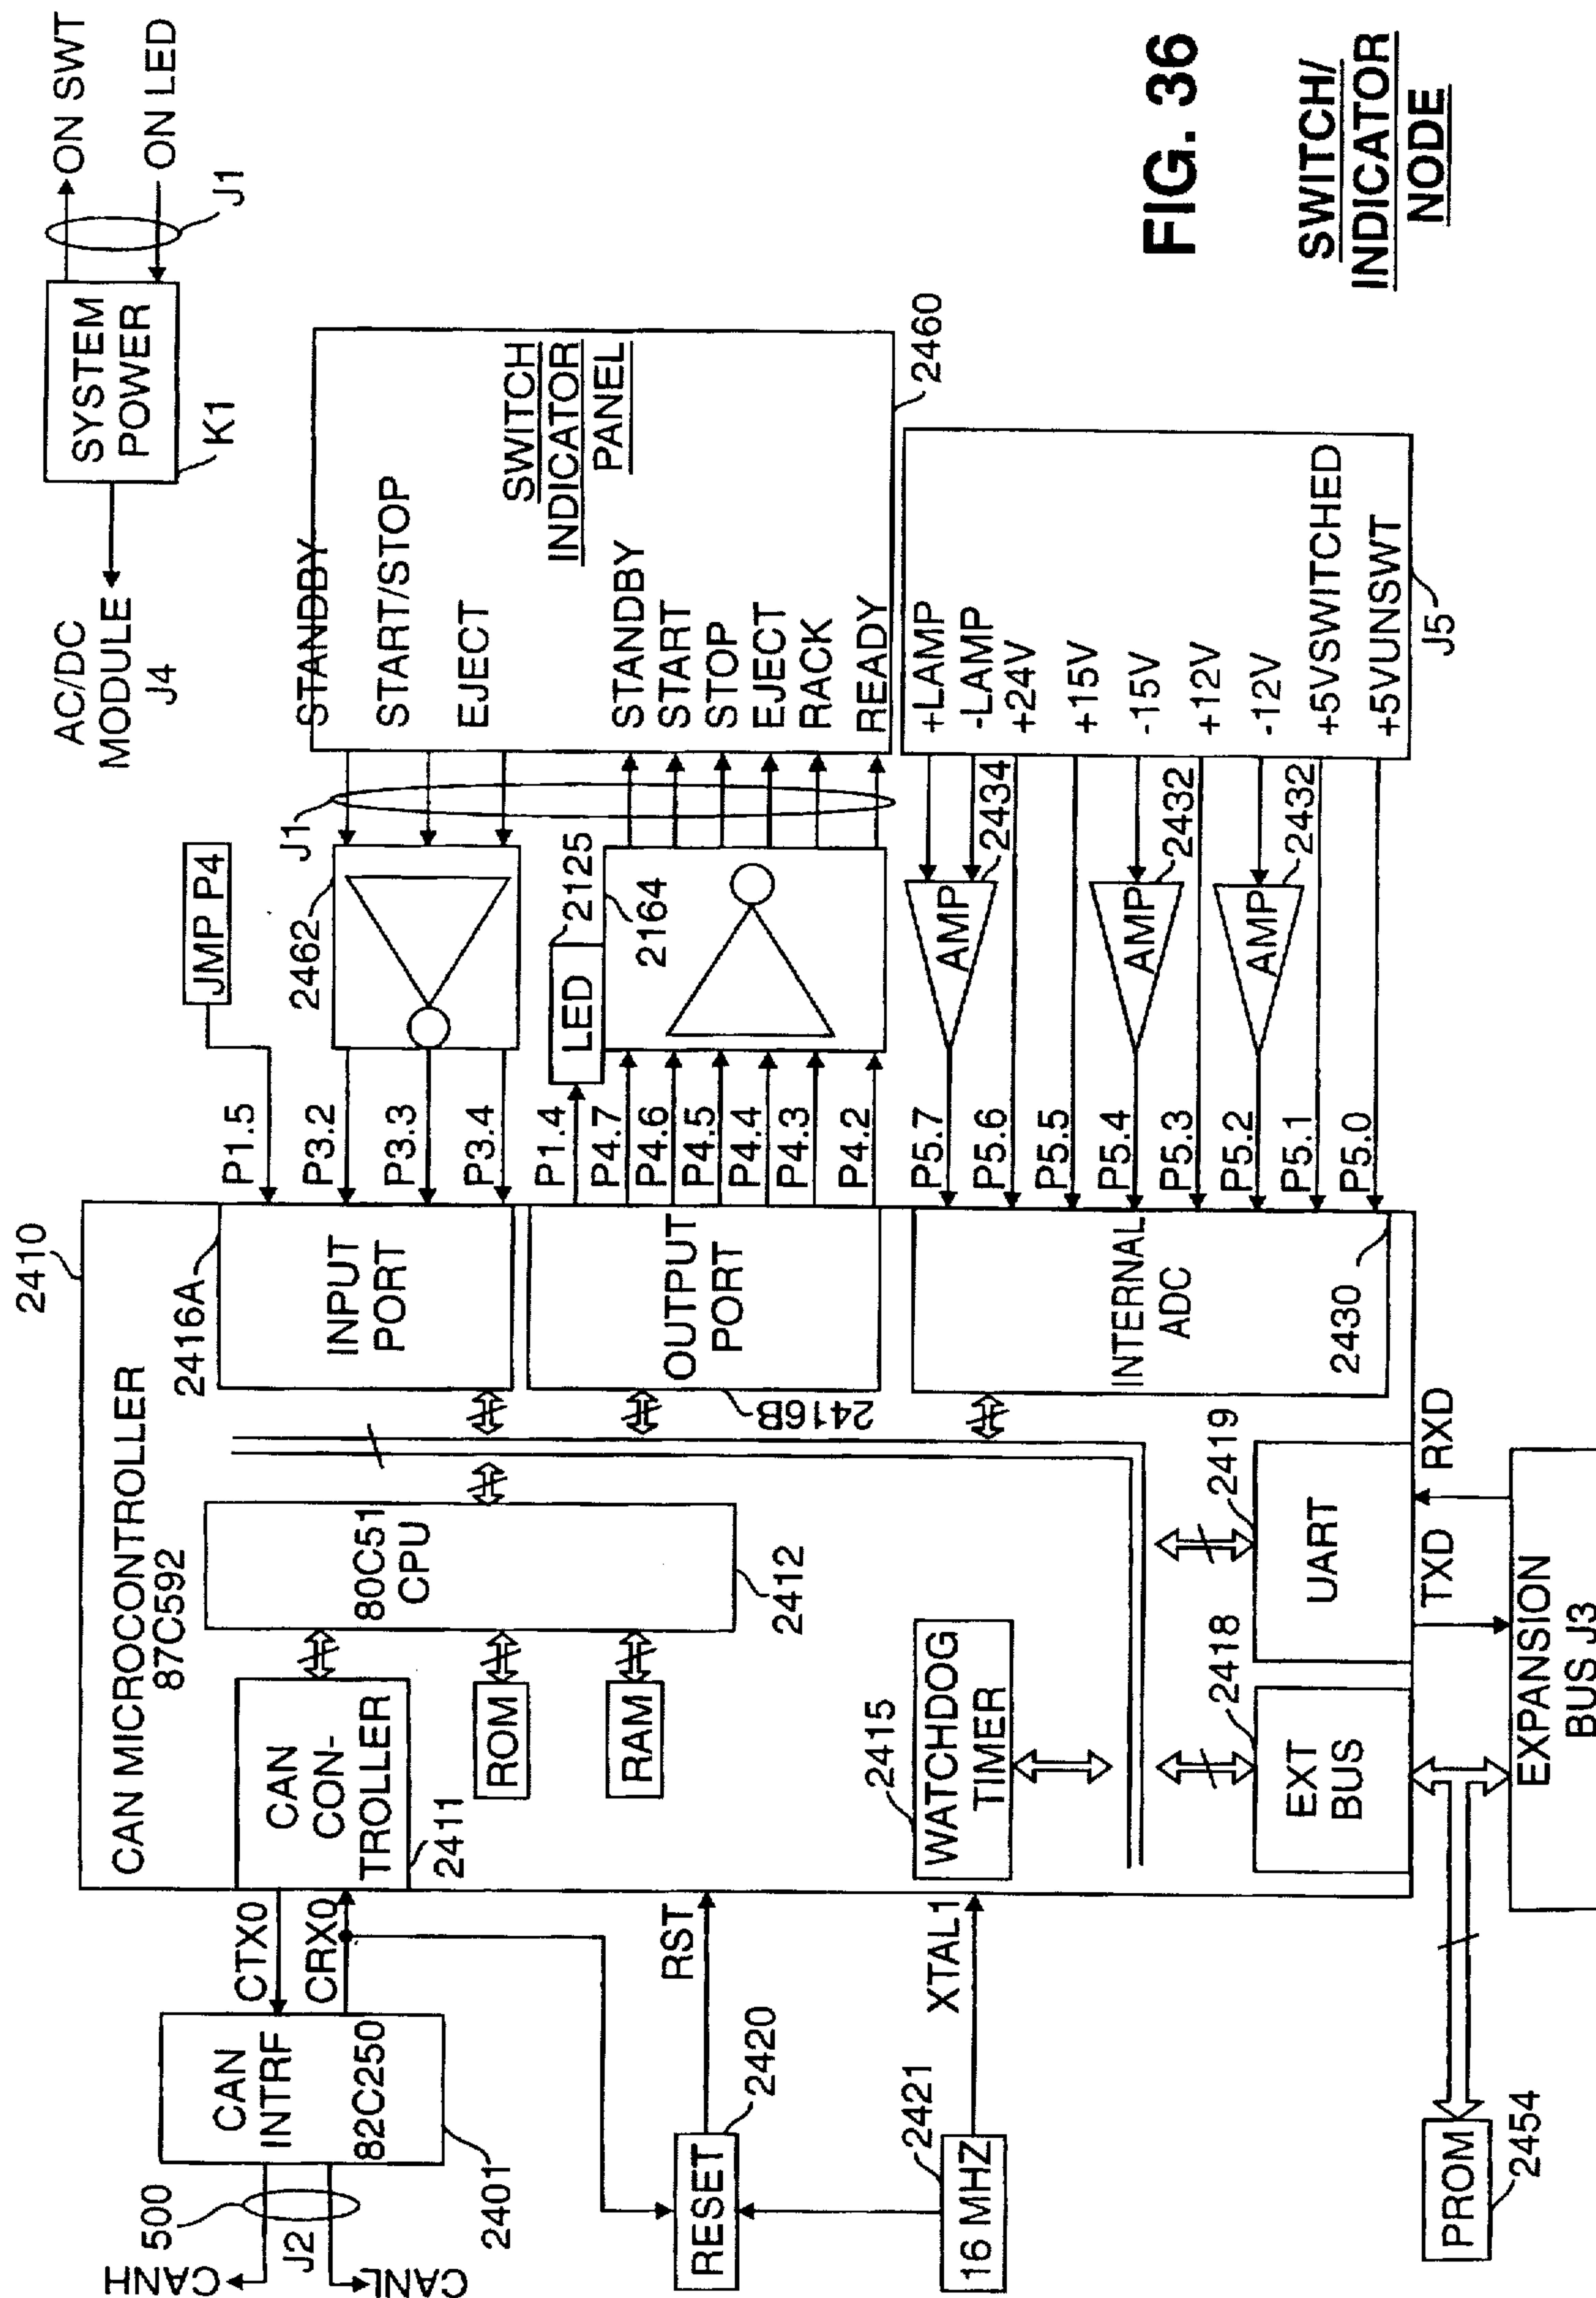 ON SWT
ON LED
J1
SYSTEM
POWER
K1
AC/DC
MODULE
J4
FIG. 36
SWITCH/
INDICATOR
NODE
CANH
CANL
500
J2
CAN
INTRF
82C250
2401
CTX0
CRX0
RESET
2420
RST
16 MHZ
2421
XTAL1
PROM
2454
2410
CAN MICROCONTROLLER
87C592
CAN
CON-
TROLLER
2411
ROM
RAM
80C51
CPU
2412
WATCHDOG
TIMER
2415
EXT
BUS
2418
UART
2419
TXD
RXD
EXPANSION
BUS J3
2416A
INPUT
PORT
OUTPUT
PORT
2416B
INTERNAL
ADC
2430
P1.5
P3.2
P3.3
P3.4
P1.4
P4.7
P4.6
P4.5
P4.4
P4.3
P4.2
P5.7
P5.6
P5.5
P5.4
P5.3
P5.2
P5.1
P5.0
JMP P4
2462
J1
LED
2125
2164
AMP
2434
AMP
2432
AMP
2432
STANDBY
START/STOP
EJECT
SWITCH
INDICATOR
PANEL
STANDBY
START
STOP
EJECT
RACK
READY
2460
+LAMP
-LAMP
+24V
+15V
-15V
+12V
-12V
+5VSWITCHED
+5VUNSWT
J5